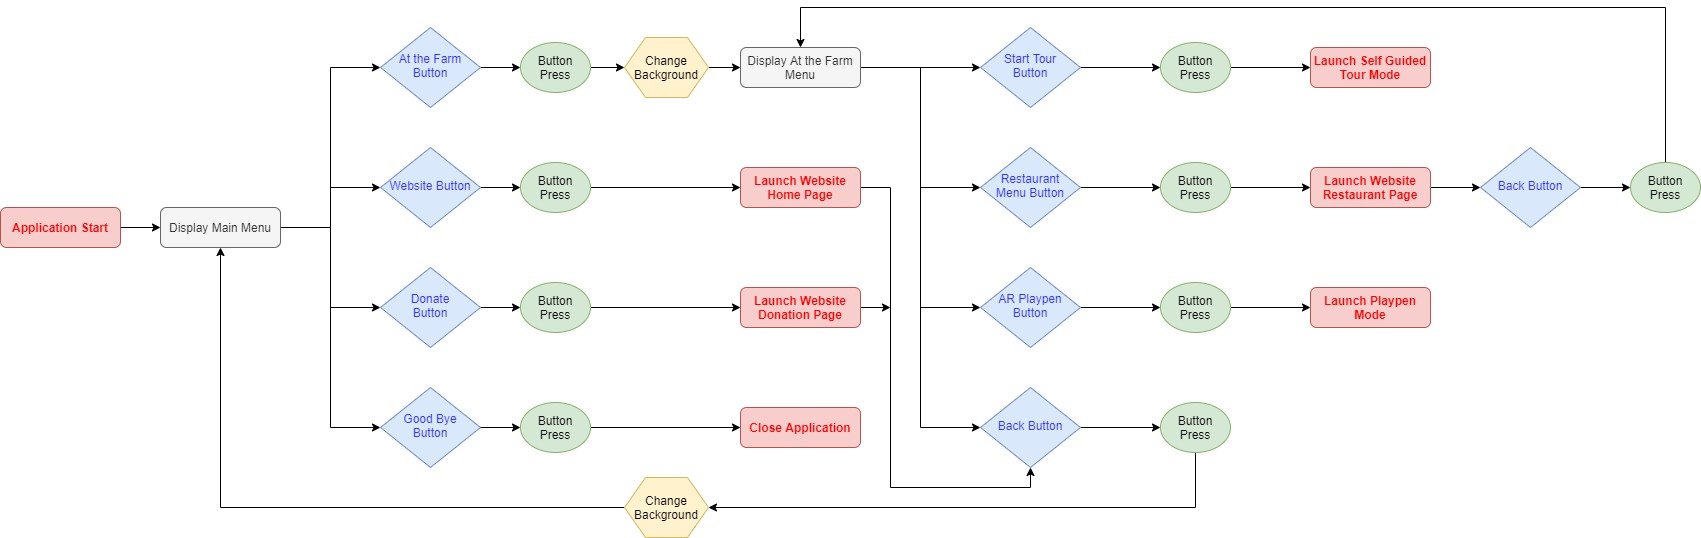 At the Farm
Button
Button
Press
Change
Background
Display At the Farm
Menu
Start Tour
Button
Button
Press
Launch Self Guided
Tour Mode
Website Button
Button
Press
Launch Website
Home Page
Restaurant
Menu Button
Button
Press
Launch Website
Restaurant Page
Back Button
Button
Press
Application Start
Display Main Menu
Donate
Button
Button
Press
Launch Website
Donation Page
AR Playpen
Button
Button
Press
Launch Playpen
Mode
Good Bye
Button
Button
Press
Close Application
Back Button
Button
Press
Change
Background